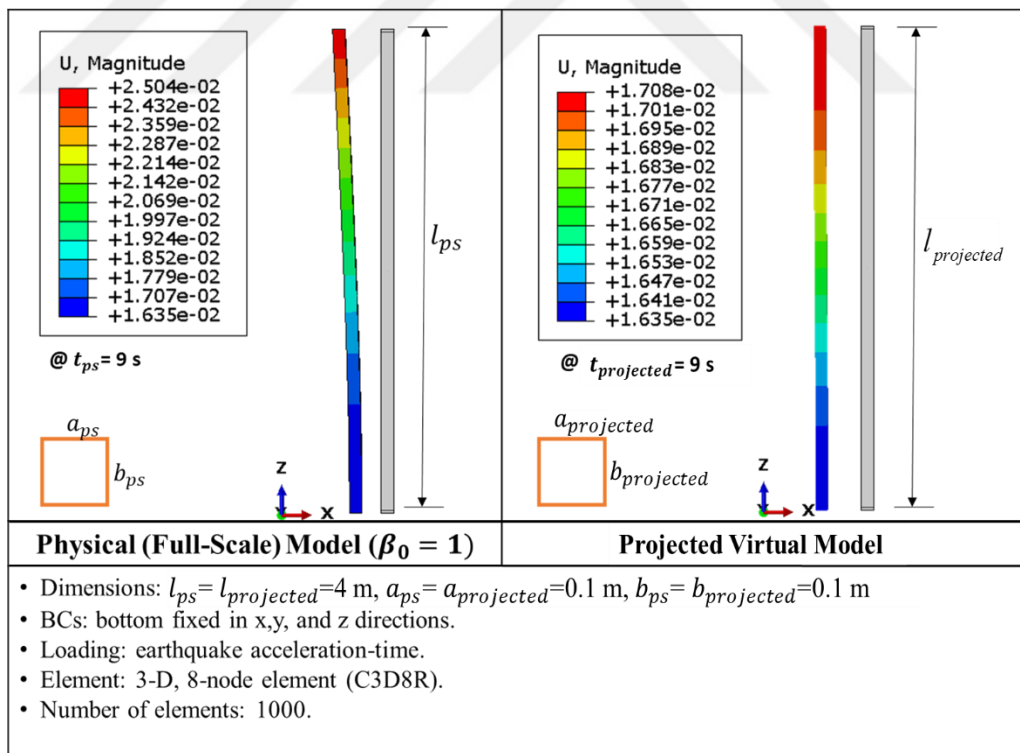 U, Magnitude
+2.504e-02
+2.432e-02
+2.359e-02
+2.287e-02
+2.214e-02
+2.142e-02
+2.069e-02
+1.997e-02
+1.924e-02
+1.852e-02
+1.779e-02
+1.707e-02
+1.635e-02
@ t_ps= 9 s
a_ps
b_ps
l_ps
Z
Y
X
U, Magnitude
+1.708e-02
+1.701e-02
+1.695e-02
+1.689e-02
+1.683e-02
+1.677e-02
+1.671e-02
+1.665e-02
+1.659e-02
+1.653e-02
+1.647e-02
+1.641e-02
+1.635e-02
@ t_projected= 9 s
a_projected
b_projected
l_projected
Z
Y
X
Physical (Full-Scale) Model (β₀ = 1)
Projected Virtual Model
• Dimensions: l_ps= l_projected=4 m, a_ps= a_projected=0.1 m, b_ps= b_projected=0.1 m
• BCs: bottom fixed in x,y, and z directions.
• Loading: earthquake acceleration-time.
• Element: 3-D, 8-node element (C3D8R).
• Number of elements: 1000.